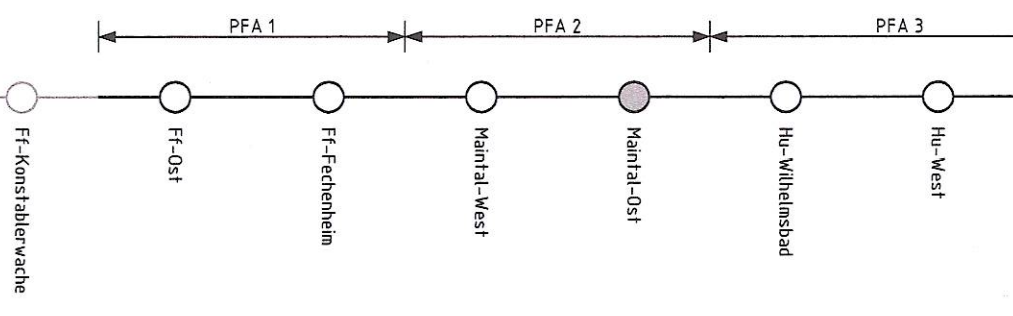 PFA 1
PFA 2
PFA 3
Ff-Konstablerwache
Ff-Ost
Ff-Fechenheim
Maintal-West
Maintal-Ost
Hu-Wilhelmsbad
Hu-West